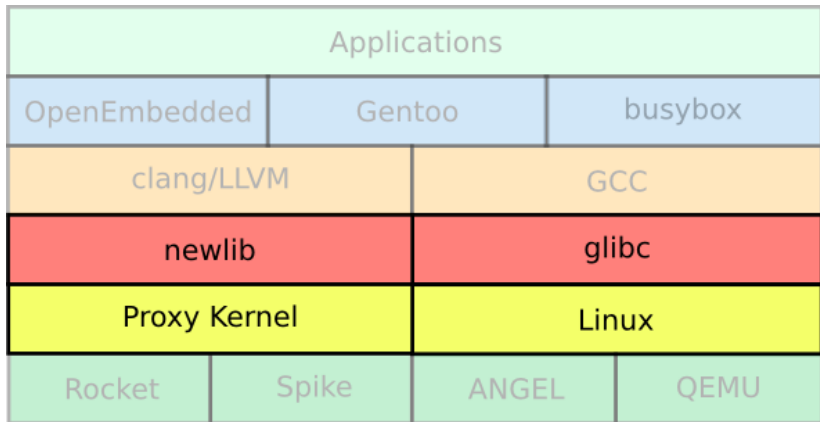 Applications
OpenEmbedded Gentoo busybox
clang/LLVM GCC
newlib glibc
Proxy Kernel Linux
Rocket Spike ANGEL QEMU